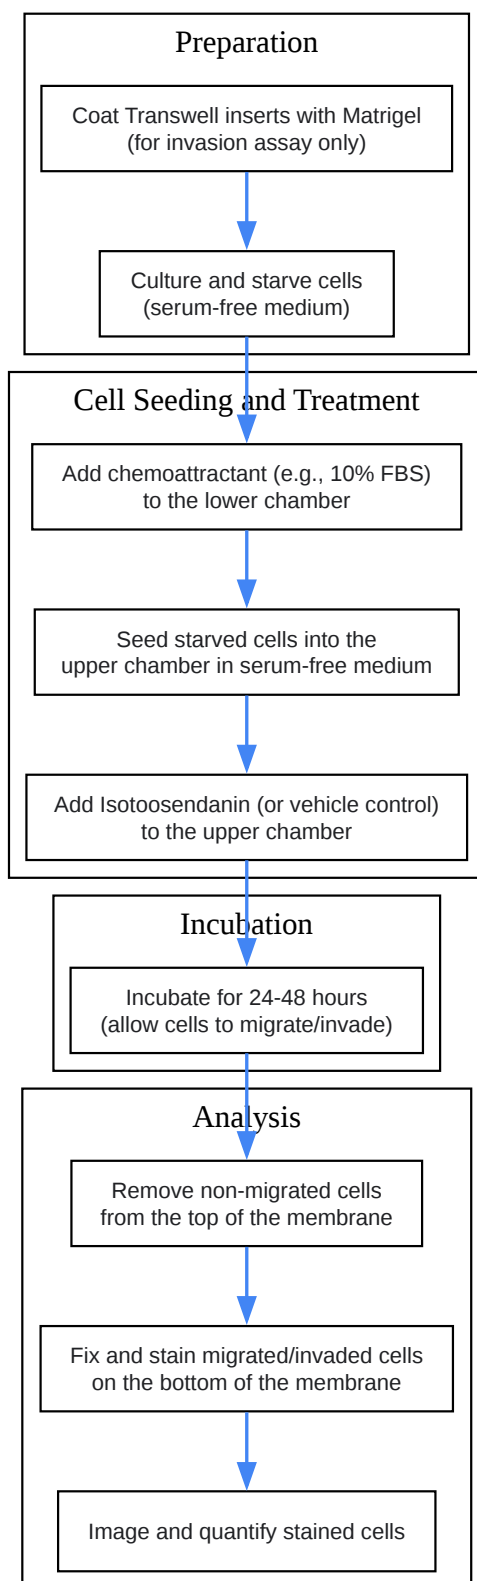 Preparation
Coat Transwell inserts with Matrigel
(for invasion assay only)
Culture and starve cells
(serum-free medium)
Cell Seeding and Treatment
Add chemoattractant (e.g., 10% FBS)
to the lower chamber
Seed starved cells into the
upper chamber in serum-free medium
Add Isotoosendanin (or vehicle control)
to the upper chamber
Incubation
Incubate for 24-48 hours
(allow cells to migrate/invade)
Analysis
Remove non-migrated cells
from the top of the membrane
Fix and stain migrated/invaded cells
on the bottom of the membrane
Image and quantify stained cells